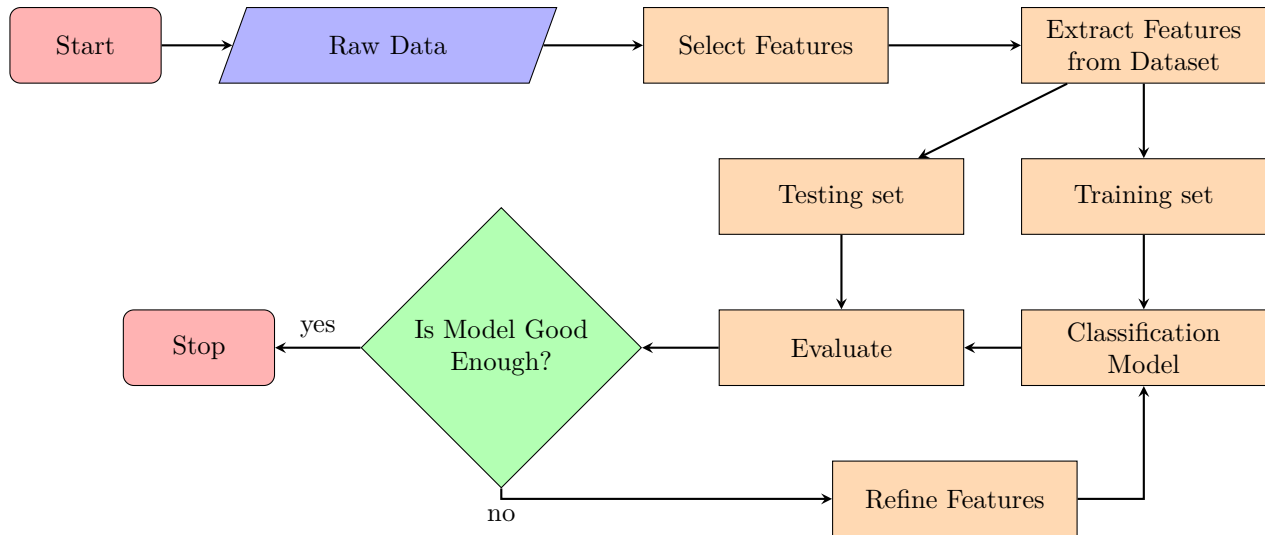 Start
Raw Data
Select Features
Extract Features
from Dataset
Testing set
Training set
Is Model Good
Enough?
yes
Stop
Evaluate
Classification
Model
no
Refine Features